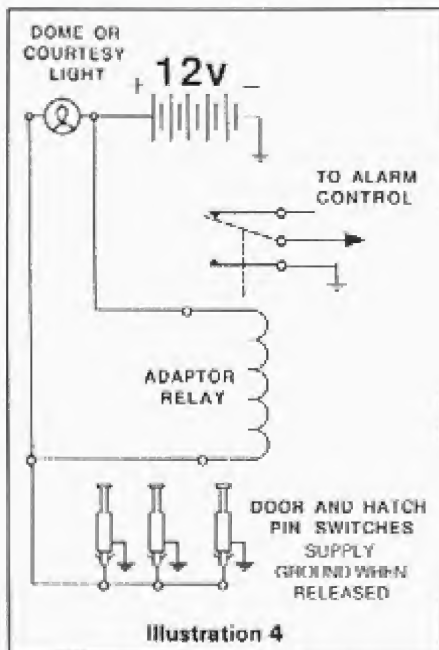 DOME OR
COURTESY
LIGHT
12v
+ −
TO ALARM
CONTROL
ADAPTOR
RELAY
DOOR AND HATCH
PIN SWITCHES
SUPPLY
GROUND WHEN
RELEASED
Illustration 4